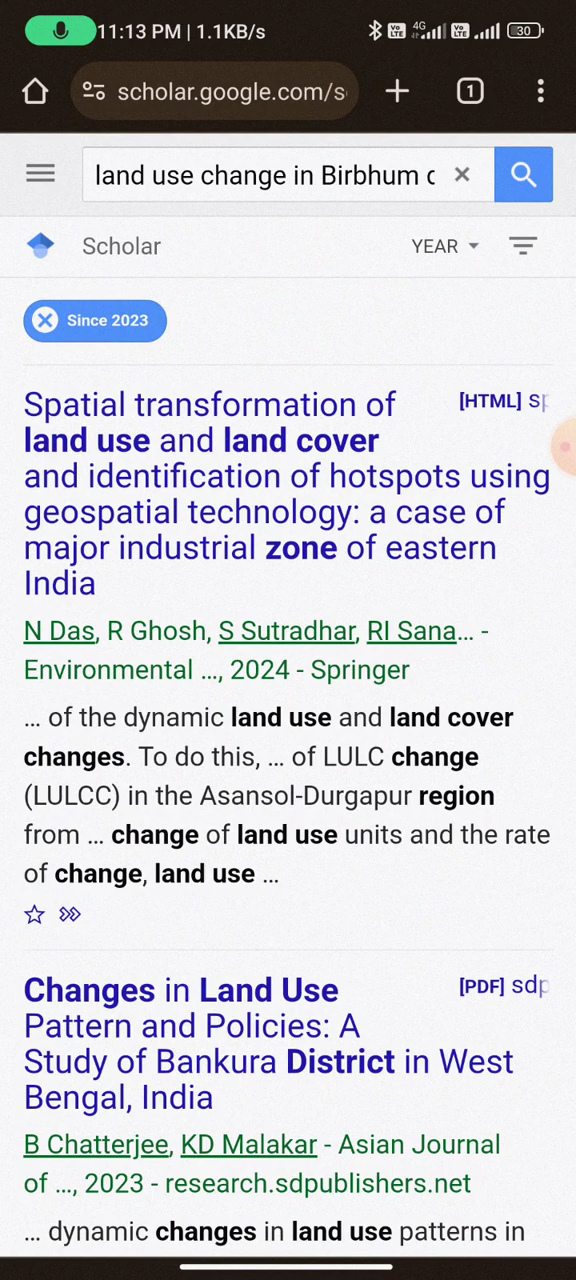 11:13 PM | 1.1KB/s Vo LTE 4G Vo LTE 30
scholar.google.com/s
1
land use change in Birbhum
Scholar YEAR
Since 2023
Spatial transformation of [HTML] sp
land use and land cover
and identification of hotspots using
geospatial technology: a case of
major industrial zone of eastern
India
N Das, R Ghosh, S Sutradhar, RI Sana… -
Environmental …, 2024 - Springer
… of the dynamic land use and land cover
changes. To do this, … of LULC change
(LULCC) in the Asansol-Durgapur region
from … change of land use units and the rate
of change, land use …
Changes in Land Use [PDF] sdp
Pattern and Policies: A
Study of Bankura District in West
Bengal, India
B Chatterjee, KD Malakar - Asian Journal
of …, 2023 - research.sdpublishers.net
… dynamic changes in land use patterns in